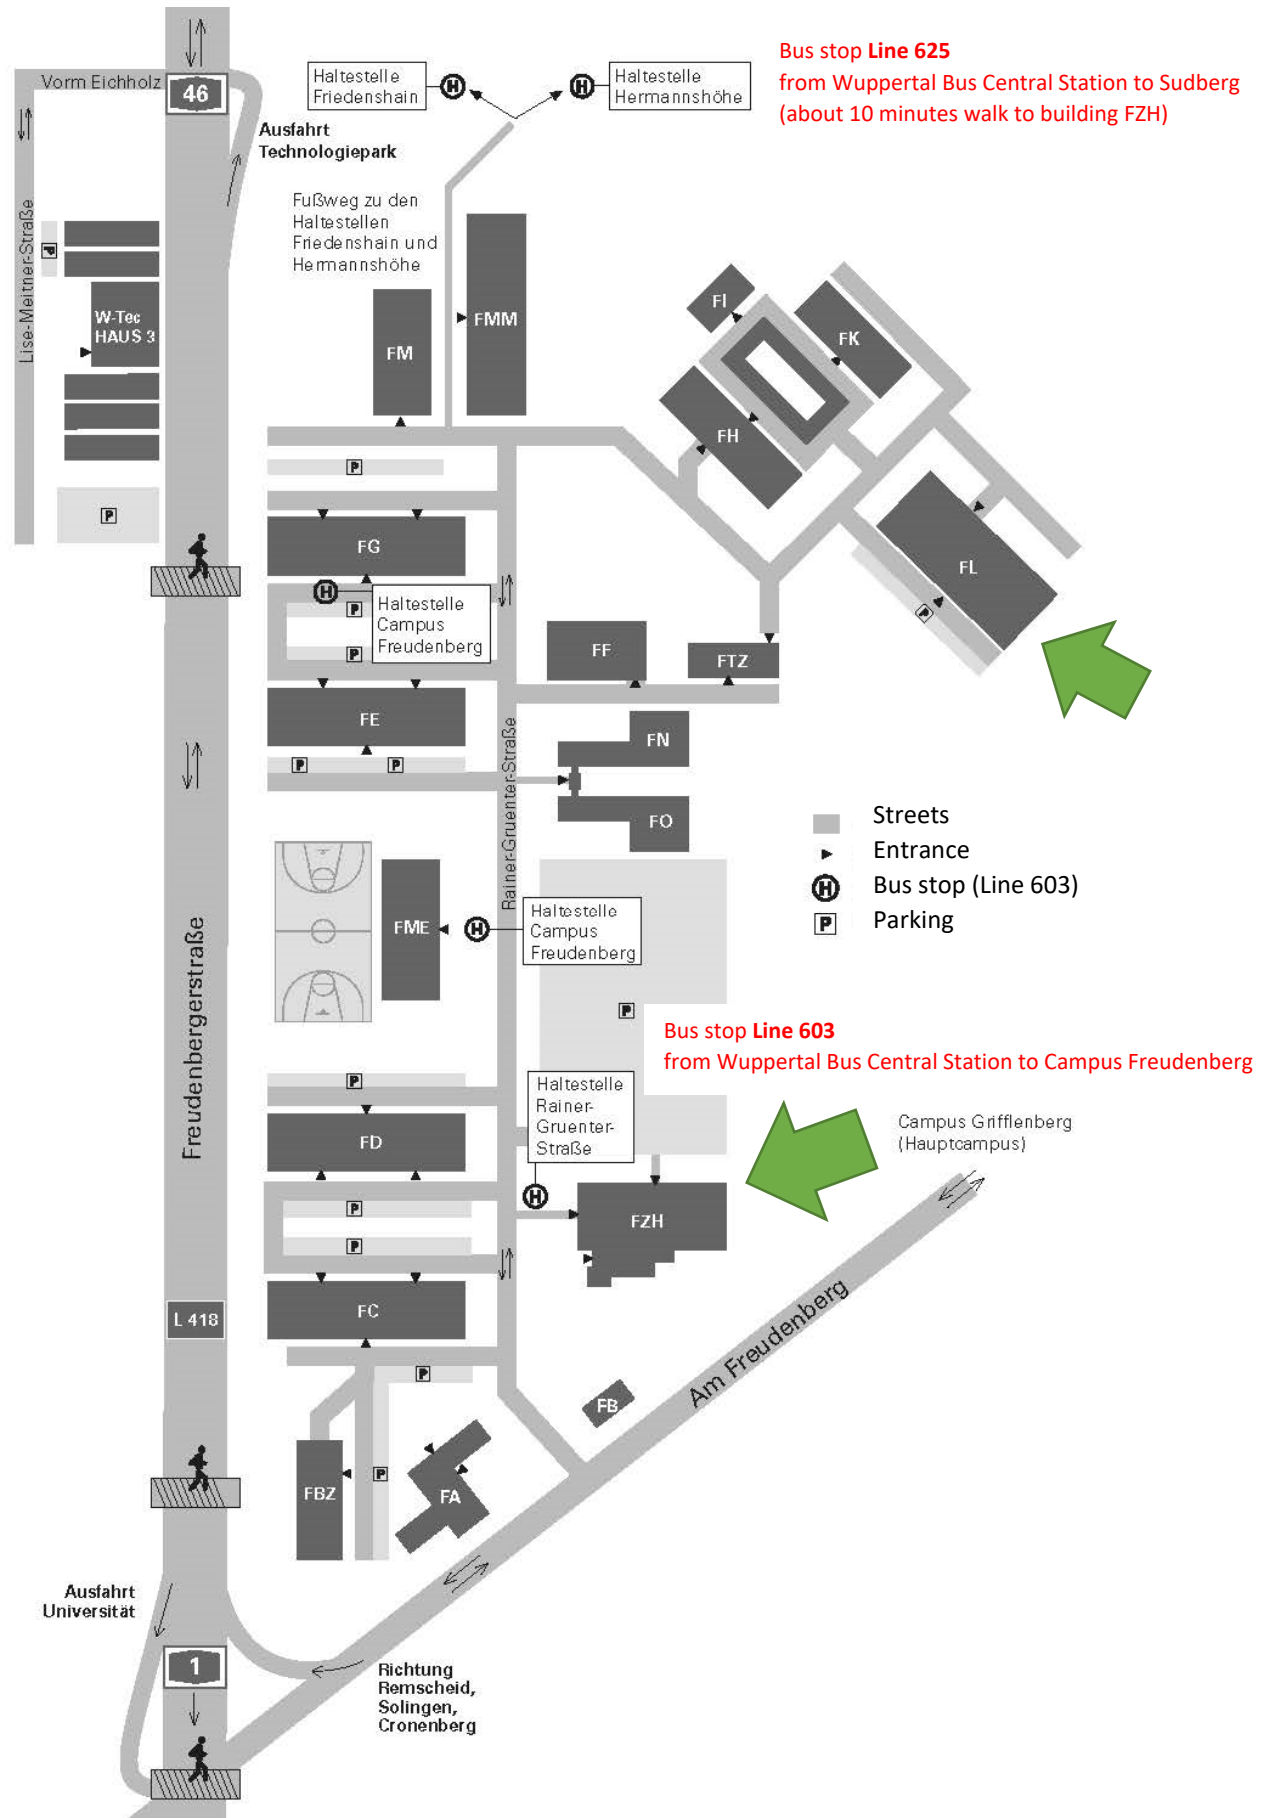 Vorm Eichholz
46
Haltestelle
Friedenshain
H
H
Haltestelle
Hermannshöhe
Bus stop Line 625
from Wuppertal Bus Central Station to Sudberg
(about 10 minutes walk to building FZH)
Ausfahrt
Technologiepark
Fußweg zu den
Haltestellen
Friedenshain und
Hermannshöhe
Lise-Meitner-Straße
P
W-Tec
HAUS 3
P
FM
FMM
FI
FK
FH
FL
P
P
FG
H
Haltestelle
Campus
Freudenberg
P
P
FE
P
P
FF
FTZ
FN
FO
Rainer-Gruenter-Straße
Streets
Entrance
H
Bus stop (Line 603)
P
Parking
FME
H
Haltestelle
Campus
Freudenberg
P
Freudenbergerstraße
Bus stop Line 603
from Wuppertal Bus Central Station to Campus Freudenberg
P
Haltestelle
Rainer-
Gruenter-
Straße
H
FD
P
P
FZH
Campus Grifflenberg
(Hauptcampus)
L 418
FC
P
Am Freudenberg
FB
FBZ
P
FA
Ausfahrt
Universität
1
Richtung
Remscheid,
Solingen,
Cronenberg